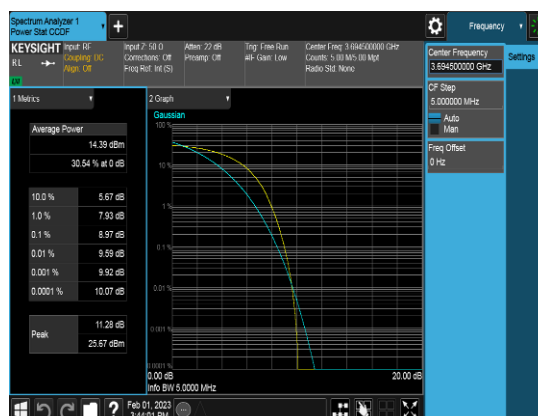 Spectrum Analyzer 1
Power Stat CCDF
+
Frequency
KEYSIGHT
RL
Input: RF
Coupling: DC
Align: Off
Input Z: 50 Ω
Corrections: Off
Freq Ref: Int (S)
Atten: 22 dB
Preamp: Off
Trig: Free Run
#IF Gain: Low
Center Freq: 3.694500000 GHz
Counts: 5.00 M/5.00 Mpt
Radio Std: None
Center Frequency
3.694500000 GHz
Settings
CF Step
5.000000 MHz
Auto
Man
Freq Offset
0 Hz
1 Metrics
Average Power
14.39 dBm
30.54 % at 0 dB
10.0 % 5.67 dB
1.0 % 7.93 dB
0.1 % 8.97 dB
0.01 % 9.59 dB
0.001 % 9.92 dB
0.0001 % 10.07 dB
Peak
11.28 dB
25.67 dBm
2 Graph
Gaussian
100 %
10 %
1 %
0.1 %
0.01 %
0.001 %
0.0001 %
0.00 dB
20.00 dB
Info BW 5.0000 MHz
?
Feb 01, 2023